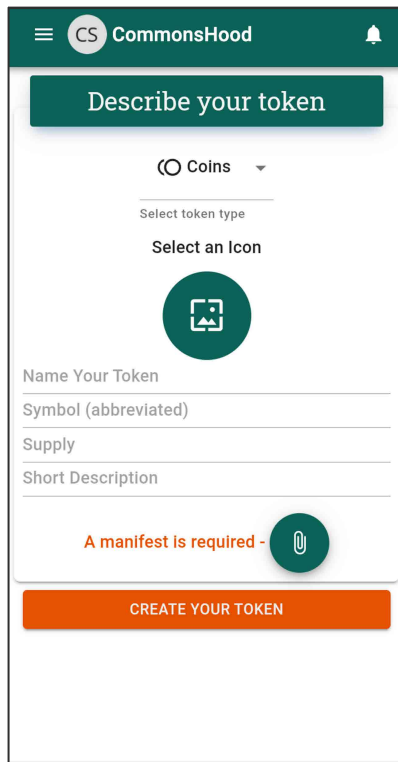 CS CommonsHood
Describe your token
Coins
Select token type
Select an Icon
Name Your Token
Symbol (abbreviated)
Supply
Short Description
A manifest is required -
CREATE YOUR TOKEN